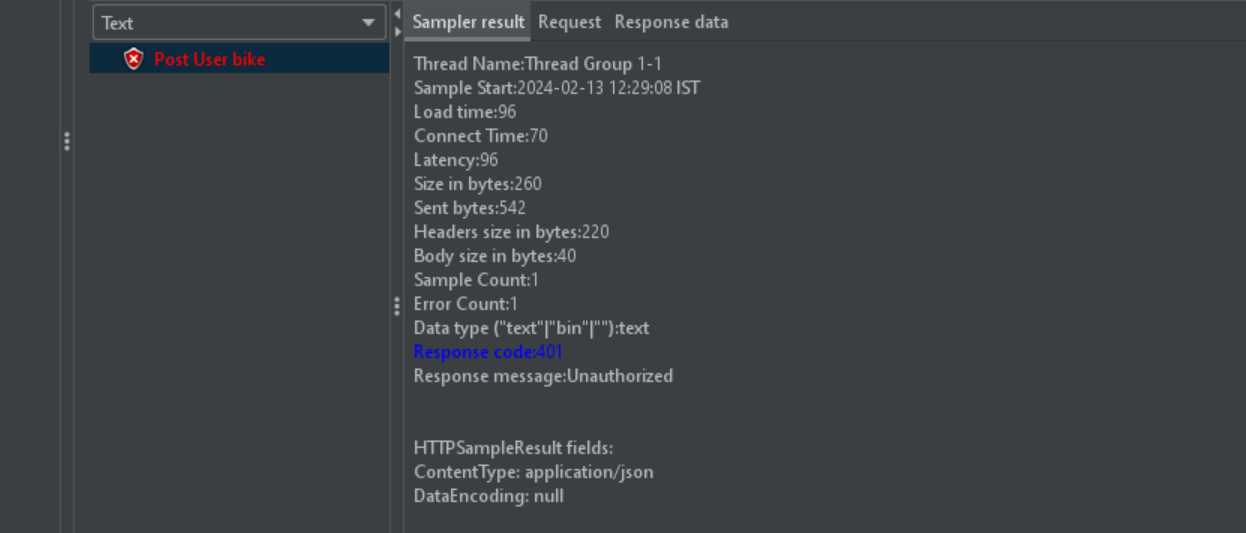 Text
Sampler result Request Response data
Post User bike
Thread Name:Thread Group 1-1
Sample Start:2024-02-13 12:29:08 IST
Load time:96
Connect Time:70
Latency:96
Size in bytes:260
Sent bytes:542
Headers size in bytes:220
Body size in bytes:40
Sample Count:1
Error Count:1
Data type ("text"|"bin"|""):text
Response code:401
Response message:Unauthorized
HTTPSampleResult fields:
ContentType: application/json
DataEncoding: null